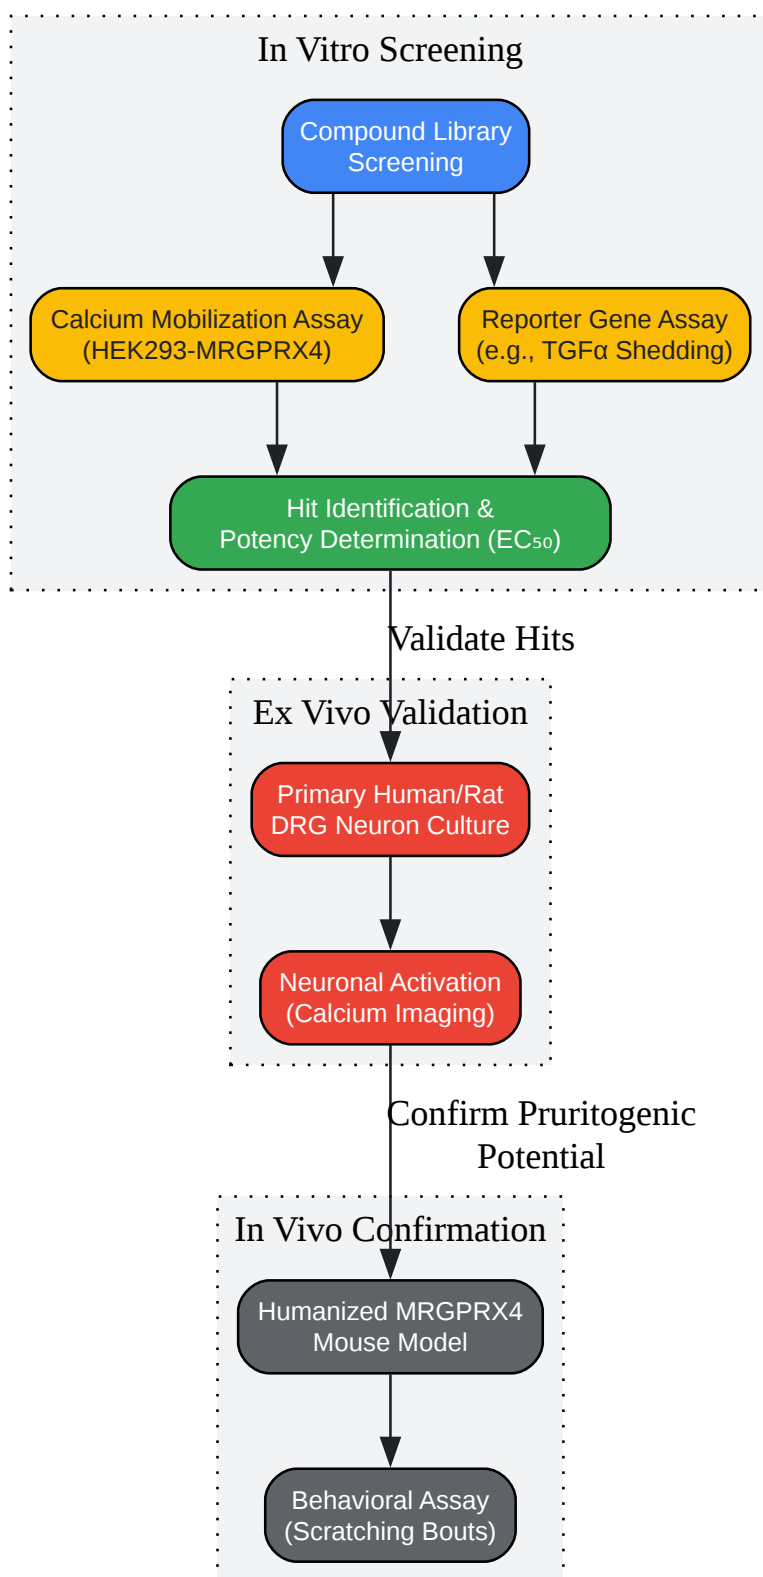 In Vitro Screening
Compound Library
Screening
Calcium Mobilization Assay
(HEK293-MRGPRX4)
Reporter Gene Assay
(e.g., TGFα Shedding)
Hit Identification &
Potency Determination (EC₅₀)
Validate Hits
Ex Vivo Validation
Primary Human/Rat
DRG Neuron Culture
Neuronal Activation
(Calcium Imaging)
Confirm Pruritogenic
Potential
In Vivo Confirmation
Humanized MRGPRX4
Mouse Model
Behavioral Assay
(Scratching Bouts)